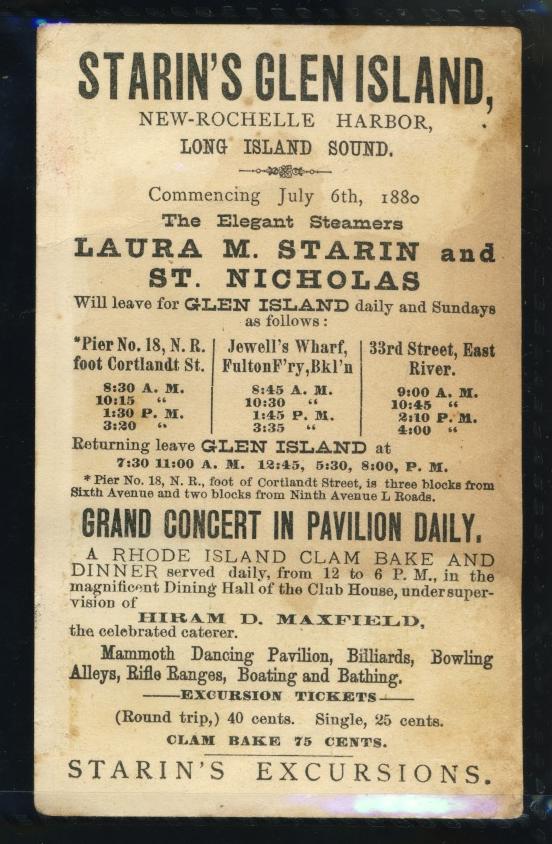 STARIN'S GLEN ISLAND,
NEW-ROCHELLE HARBOR,
LONG ISLAND SOUND.
Commencing July 6th, 1880
The Elegant Steamers
LAURA M. STARIN and
ST. NICHOLAS
Will leave for GLEN ISLAND daily and Sundays
as follows:
*Pier No. 18, N. R.
foot Cortlandt St.
8:30 A. M.
10:15 "
1:30 P. M.
3:20 "
Jewell's Wharf,
FultonF'ry,Bkl'n
8:45 A. M.
10:30 "
1:45 P. M.
3:35 "
33rd Street, East
River.
9:00 A. M.
10:45 "
2:10 P. M.
4:00 "
Returning leave GLEN ISLAND at
7:30 11:00 A. M. 12:45, 5:30, 8:00, P. M.
* Pier No. 18, N. R., foot of Cortlandt Street, is three blocks from
Sixth Avenue and two blocks from Ninth Avenue L Roads.
GRAND CONCERT IN PAVILION DAILY.
A RHODE ISLAND CLAM BAKE AND
DINNER served daily, from 12 to 6 P. M., in the
magnificent Dining Hall of the Club House, under super-
vision of
HIRAM D. MAXFIELD,
the celebrated caterer.
Mammoth Dancing Pavilion, Billiards, Bowling
Alleys, Rifle Ranges, Boating and Bathing.
EXCURSION TICKETS
(Round trip,) 40 cents. Single, 25 cents.
CLAM BAKE 75 CENTS.
STARIN'S EXCURSIONS.